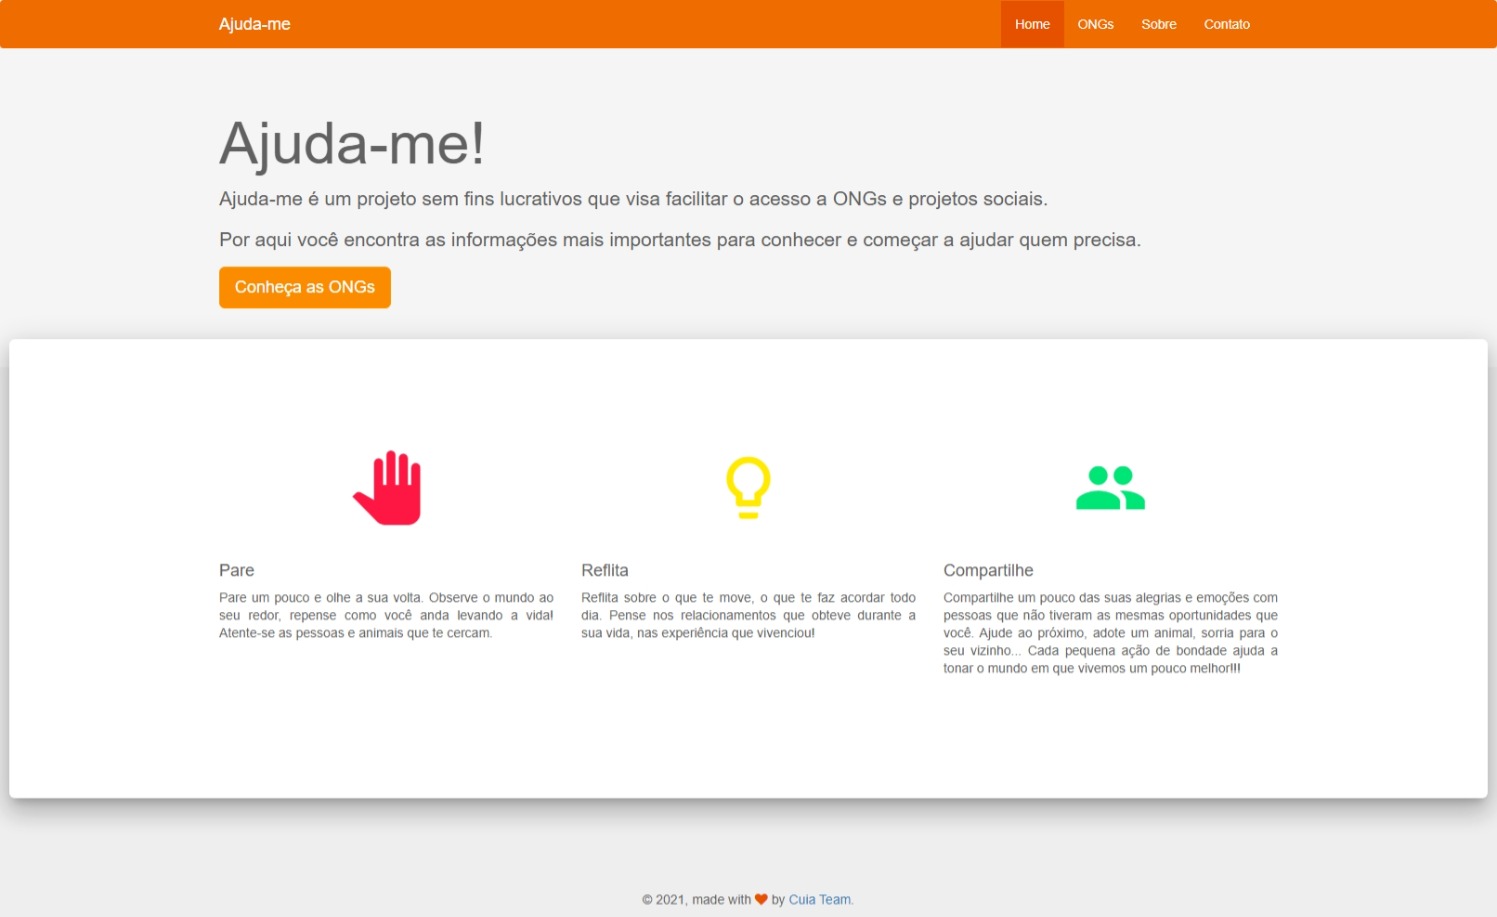 Ajuda-me
Home ONGs Sobre Contato
Ajuda-me!
Ajuda-me é um projeto sem fins lucrativos que visa facilitar o acesso a ONGs e projetos sociais.
Por aqui você encontra as informações mais importantes para conhecer e começar a ajudar quem precisa.
Conheça as ONGs
Pare
Pare um pouco e olhe a sua volta. Observe o mundo ao
seu redor, repense como você anda levando a vida!
Atente-se as pessoas e animais que te cercam.
Reflita
Reflita sobre o que te move, o que te faz acordar todo
dia. Pense nos relacionamentos que obteve durante a
sua vida, nas experiência que vivenciou!
Compartilhe
Compartilhe um pouco das suas alegrias e emoções com
pessoas que não tiveram as mesmas oportunidades que
você. Ajude ao próximo, adote um animal, sorria para o
seu vizinho... Cada pequena ação de bondade ajuda a
tonar o mundo em que vivemos um pouco melhor!!!
© 2021, made with by Cuia Team.